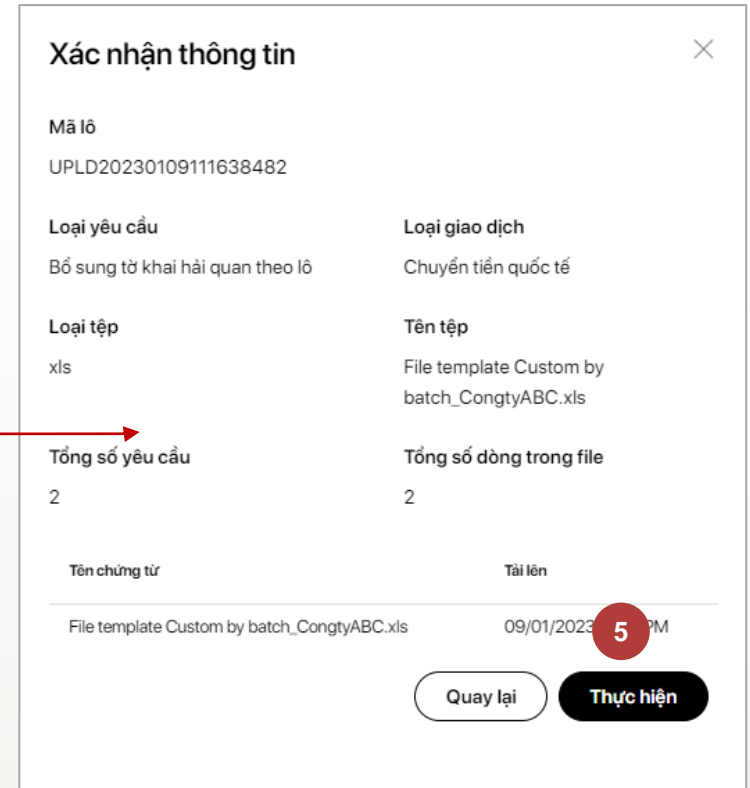 Xác nhận thông tin
Mã lô
UPLD20230109111638482
Loại yêu cầu Loại giao dịch
Bổ sung tờ khai hải quan theo lô Chuyển tiền quốc tế
Loại tệp Tên tệp
xls File template Custom by
batch_CongtyABC.xls
Tổng số yêu cầu Tổng số dòng trong file
2 2
Tên chứng từ Tải lên
File template Custom by batch_CongtyABC.xls 09/01/2023 PM
5
Quay lại Thực hiện